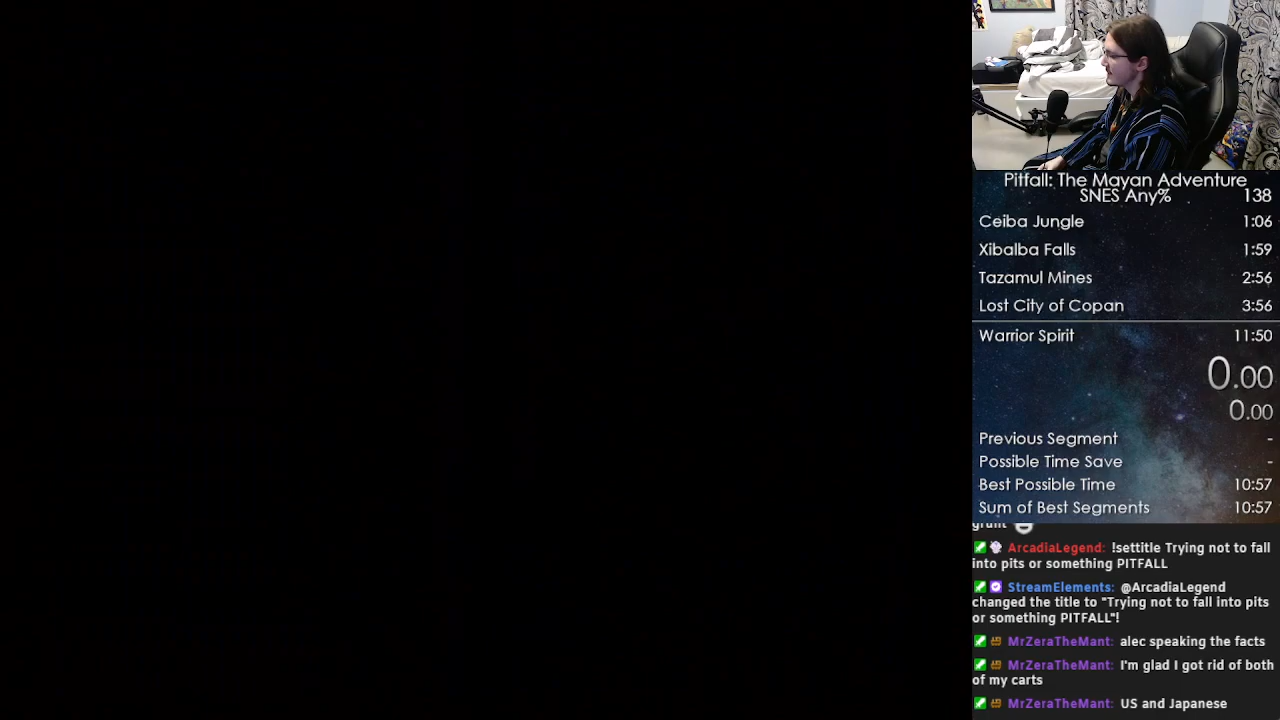 Pitfall: The Mayan Adventure
SNES Any% 138
Ceiba Jungle 1:06
Xibalba Falls 1:59
Tazamul Mines 2:56
Lost City of Copan 3:56
Warrior Spirit 11:50
0.00
0.00
Previous Segment -
Possible Time Save -
Best Possible Time 10:57
Sum of Best Segments 10:57
grunt
ArcadiaLegend: !settitle Trying not to fall
into pits or something PITFALL
StreamElements: @ArcadiaLegend
changed the title to "Trying not to fall into pits
or something PITFALL"!
MrZeraTheMant: alec speaking the facts
MrZeraTheMant: I'm glad I got rid of both
of my carts
MrZeraTheMant: US and Japanese